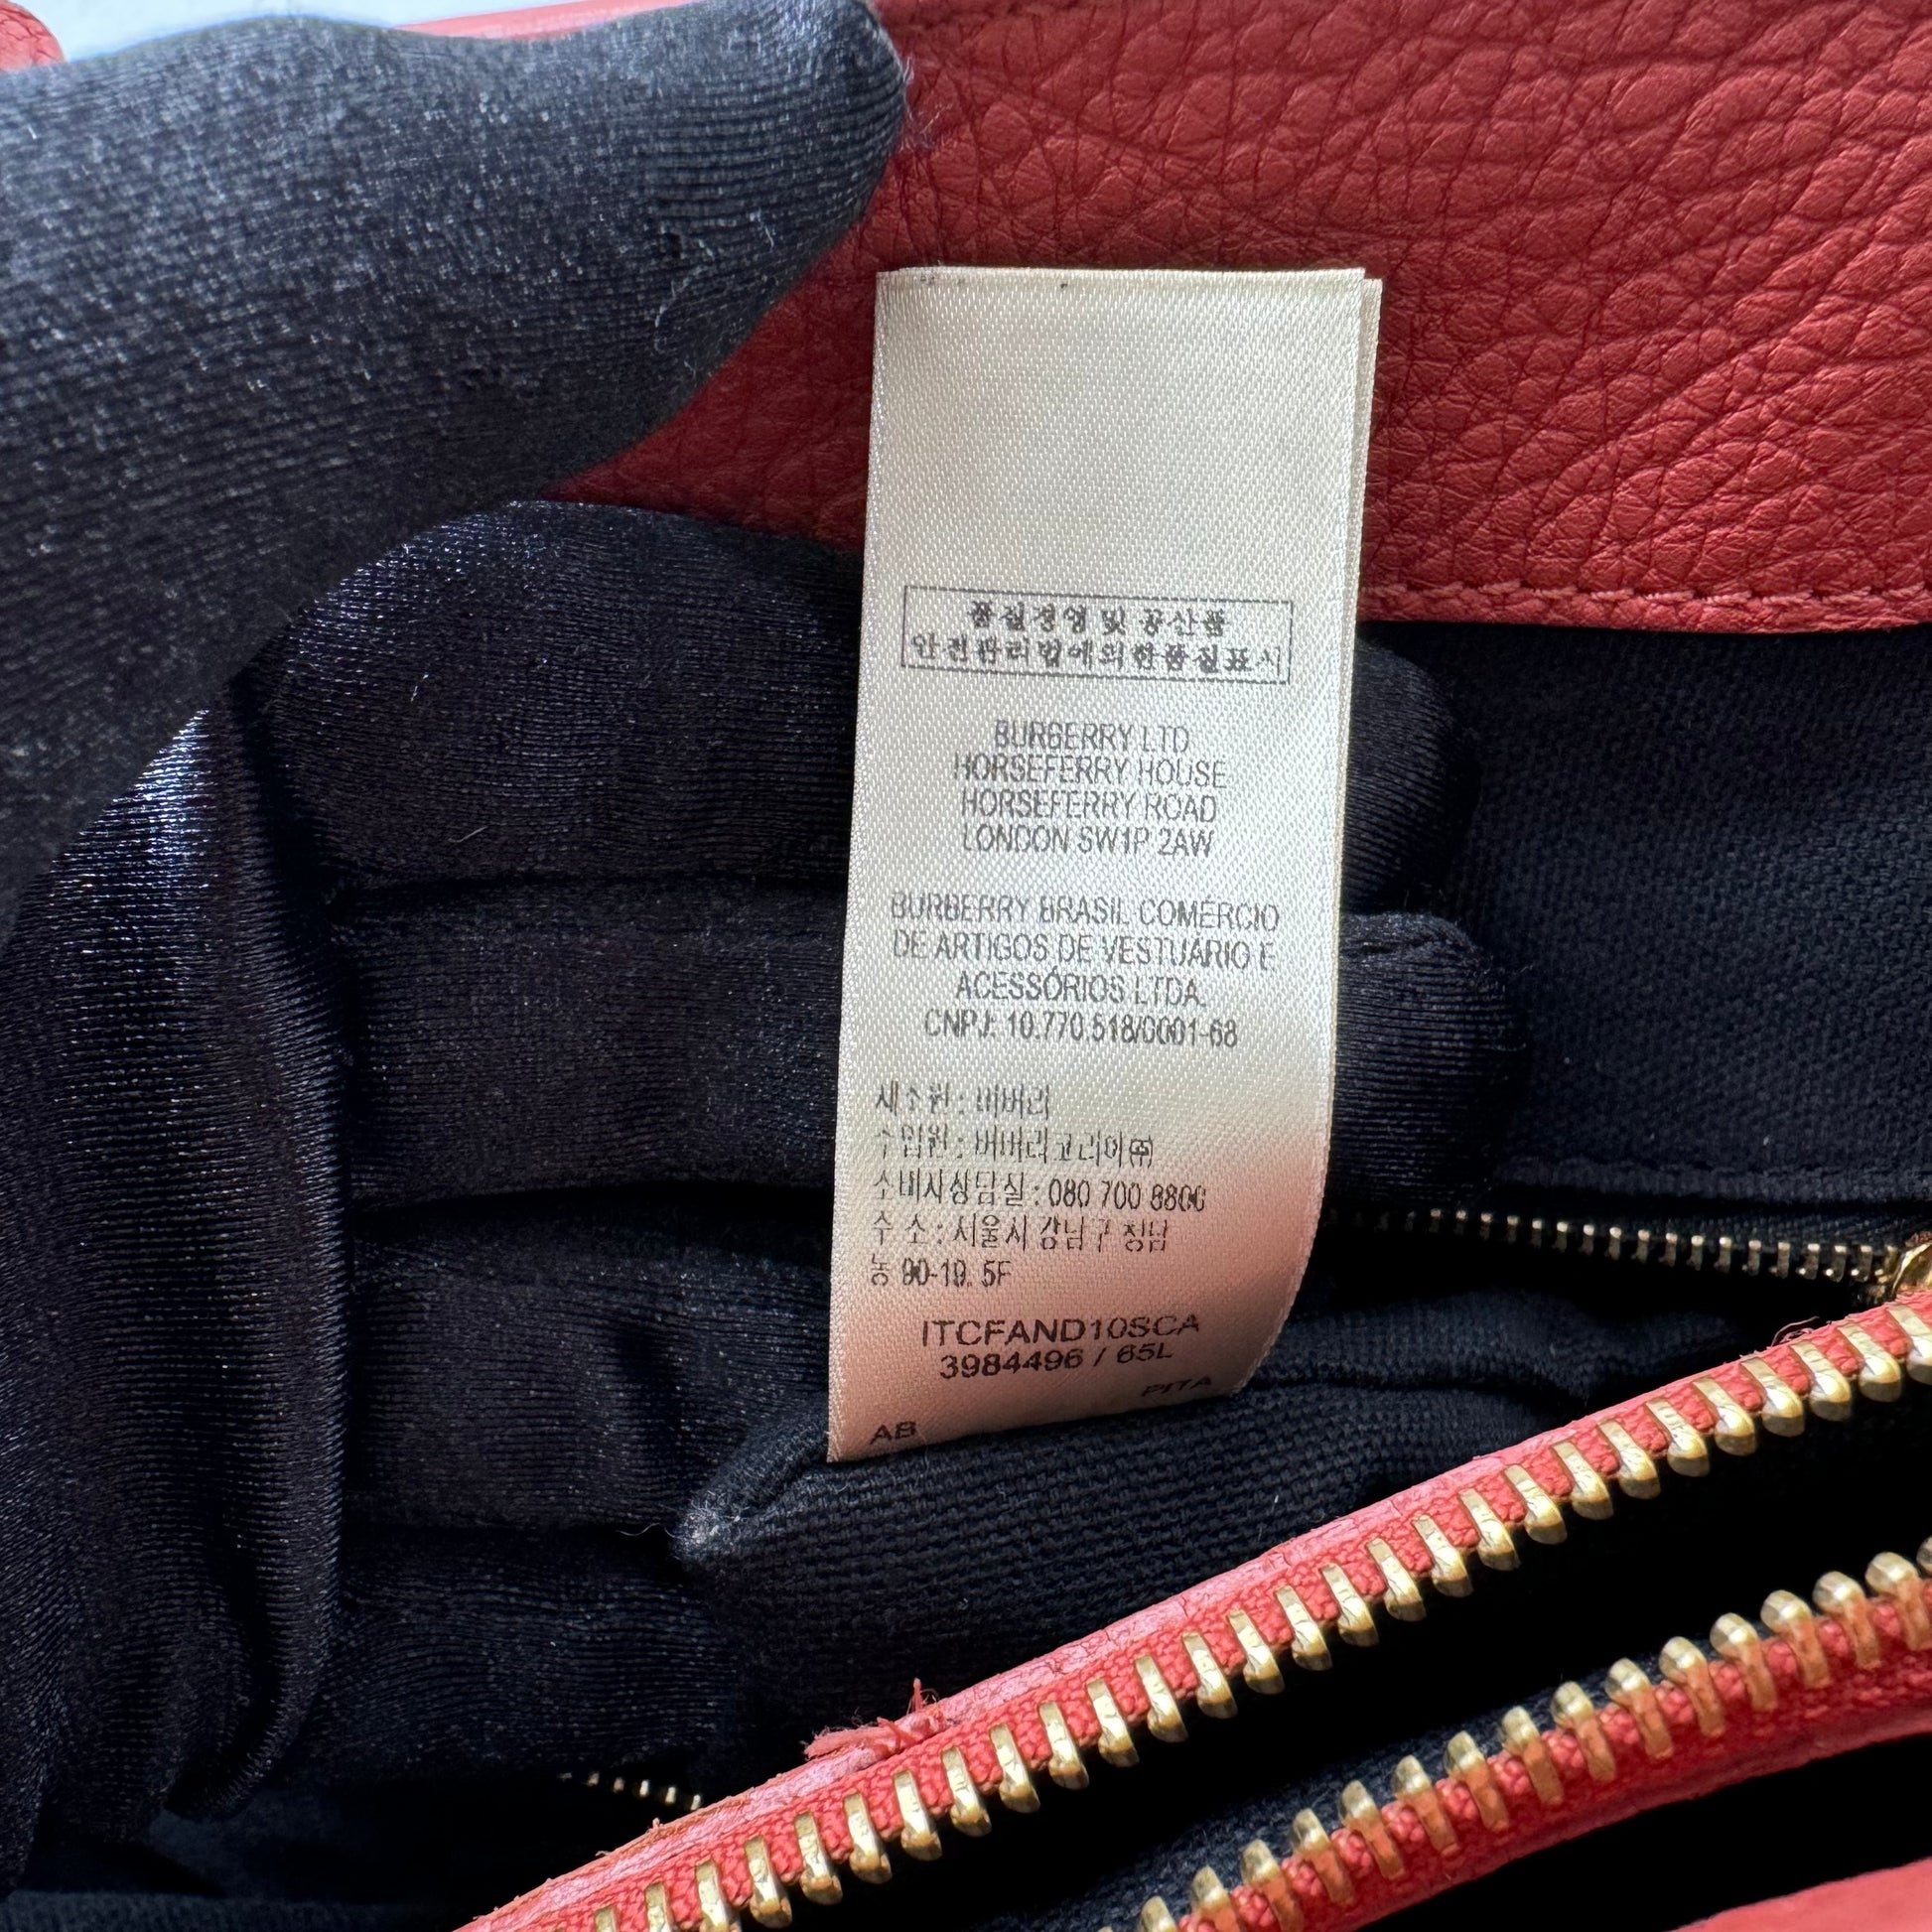 품질경영 및 공산품
안전관리법에의한품질표시
BURBERRY LTD
HORSEFERRY HOUSE
HORSEFERRY ROAD
LONDON SW1P 2AW
BURBERRY BRASIL COMÉRCIO
DE ARTIGOS DE VESTUÁRIO E
ACESSÓRIOS LTDA.
CNPJ: 10.770.518/0001-68
제조원 : 버버리
수입원 : 버버리코리아㈜
소비자상담실 : 080 700 8800
주 소 : 서울시 강남구 청담
동 90-19. 5F
ITCFAND10SCA
3984496 / 65L
PITA
AB